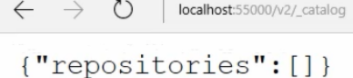 localhost:55000/v2/_catalog
{"repositories":[]}